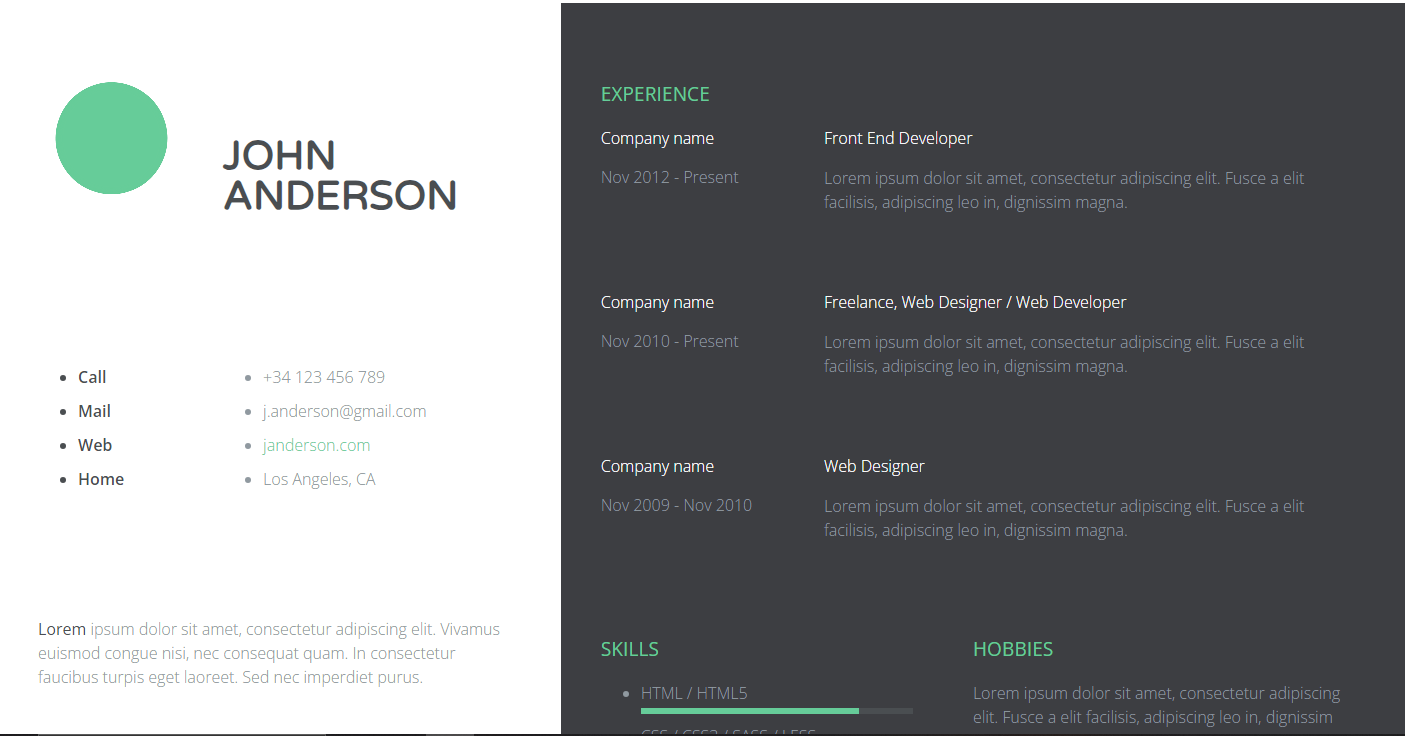 JOHN
ANDERSON
Call
+34 123 456 789
Mail
j.anderson@gmail.com
Web
janderson.com
Home
Los Angeles, CA
Lorem ipsum dolor sit amet, consectetur adipiscing elit. Vivamus
euismod congue nisi, nec consequat quam. In consectetur
faucibus turpis eget laoreet. Sed nec imperdiet purus.
EXPERIENCE
Company name
Nov 2012 - Present
Front End Developer
Lorem ipsum dolor sit amet, consectetur adipiscing elit. Fusce a elit
facilisis, adipiscing leo in, dignissim magna.
Company name
Nov 2010 - Present
Freelance, Web Designer / Web Developer
Lorem ipsum dolor sit amet, consectetur adipiscing elit. Fusce a elit
facilisis, adipiscing leo in, dignissim magna.
Company name
Nov 2009 - Nov 2010
Web Designer
Lorem ipsum dolor sit amet, consectetur adipiscing elit. Fusce a elit
facilisis, adipiscing leo in, dignissim magna.
SKILLS
HTML / HTML5
CSS / CSS3 / SASS / LESS
HOBBIES
Lorem ipsum dolor sit amet, consectetur adipiscing
elit. Fusce a elit facilisis, adipiscing leo in, dignissim